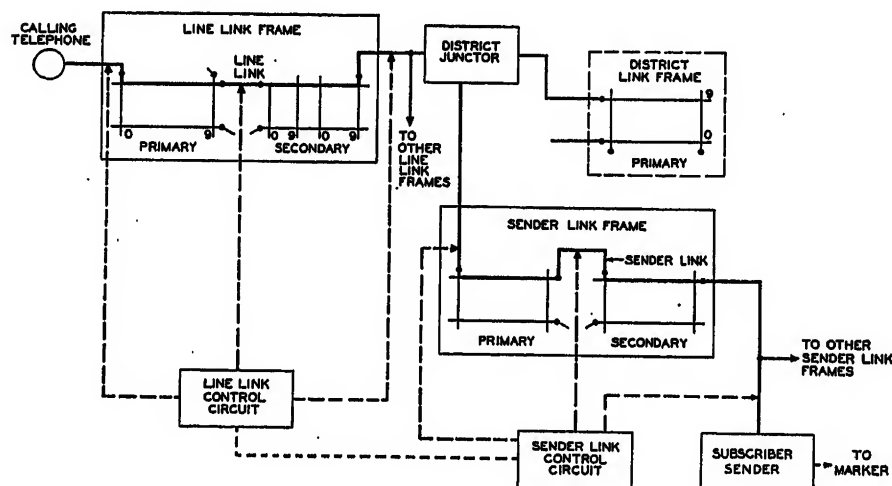 CALLING
TELEPHONE
LINE LINK FRAME
LINE
LINK
0
9
0
9
0
9
PRIMARY
SECONDARY
TO
OTHER
LINE
LINK
FRAMES
DISTRICT
JUNCTOR
DISTRICT
LINK FRAME
9
0
PRIMARY
SENDER LINK FRAME
SENDER LINK
PRIMARY
SECONDARY
TO OTHER
SENDER LINK
FRAMES
LINE LINK
CONTROL
CIRCUIT
SENDER LINK
CONTROL
CIRCUIT
SUBSCRIBER
SENDER
TO
MARKER